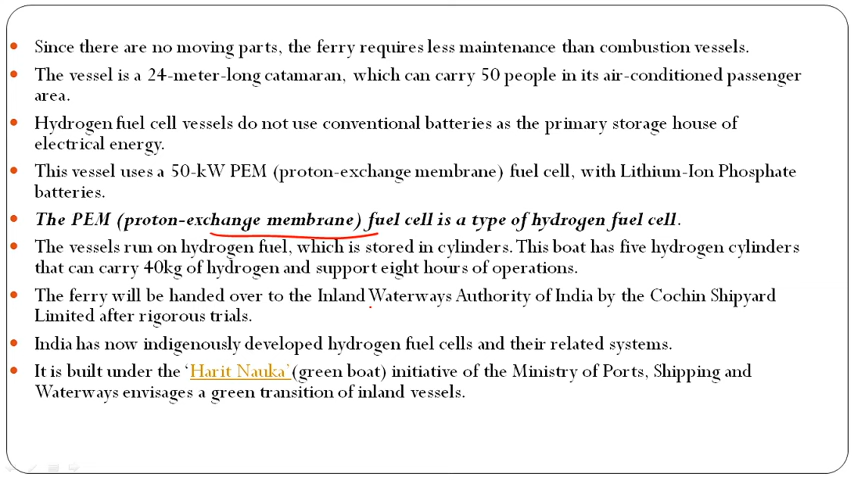 Since there are no moving parts, the ferry requires less maintenance than combustion vessels.
The vessel is a 24-meter-long catamaran, which can carry 50 people in its air-conditioned passenger
area.
Hydrogen fuel cell vessels do not use conventional batteries as the primary storage house of
electrical energy.
This vessel uses a 50-kW PEM (proton-exchange membrane) fuel cell, with Lithium-Ion Phosphate
batteries.
The PEM (proton-exchange membrane) fuel cell is a type of hydrogen fuel cell.
The vessels run on hydrogen fuel, which is stored in cylinders. This boat has five hydrogen cylinders
that can carry 40kg of hydrogen and support eight hours of operations.
The ferry will be handed over to the Inland Waterways Authority of India by the Cochin Shipyard
Limited after rigorous trials.
India has now indigenously developed hydrogen fuel cells and their related systems.
It is built under the ‘Harit Nauka’(green boat) initiative of the Ministry of Ports, Shipping and
Waterways envisages a green transition of inland vessels.